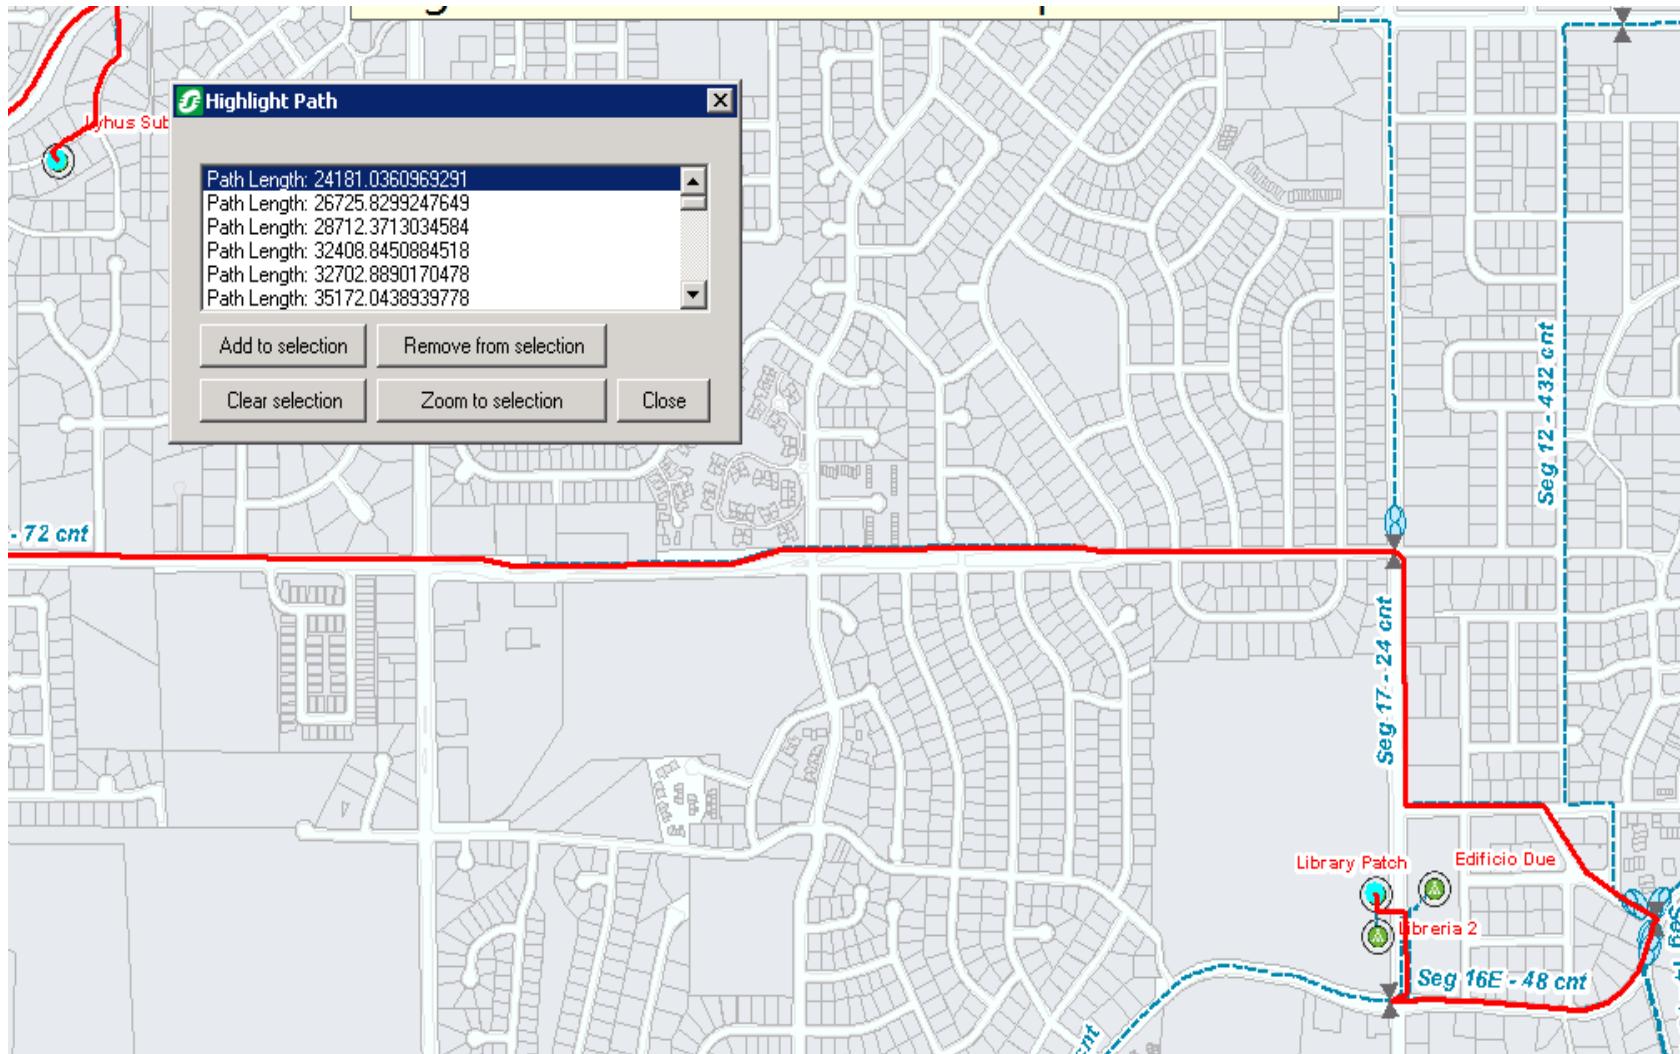 Highlight Path
Path Length: 24181.0360969291
Path Length: 26725.8299247649
Path Length: 28712.3713034584
Path Length: 32408.8450884518
Path Length: 32702.8890170478
Path Length: 35172.0438939778
Add to selection
Remove from selection
Clear selection
Zoom to selection
Close
- 72 cnt
Seg 12 - 432 cnt
Seg 17 - 24 cnt
Library Patch
Edificio Due
Libreria 2
Seg 16E - 48 cnt
cnt